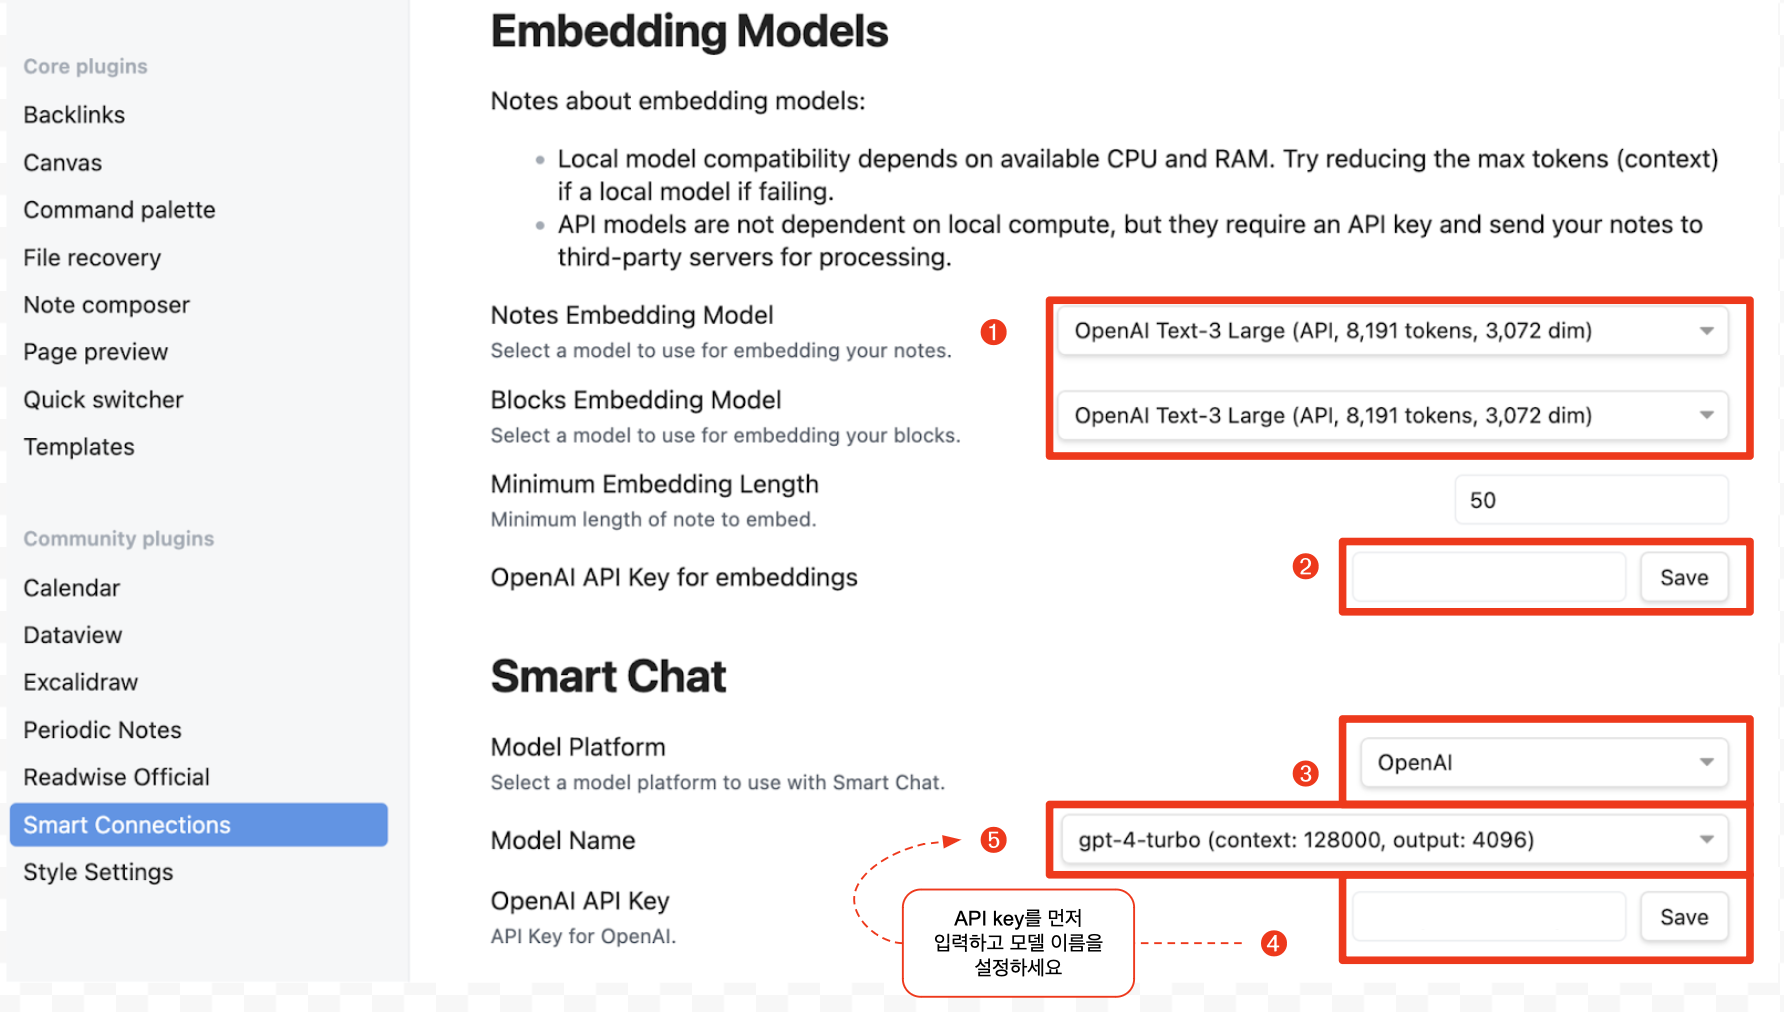 Core plugins
Backlinks
Canvas
Command palette
File recovery
Note composer
Page preview
Quick switcher
Templates
Community plugins
Calendar
Dataview
Excalidraw
Periodic Notes
Readwise Official
Smart Connections
Style Settings
Embedding Models
Notes about embedding models:
Local model compatibility depends on available CPU and RAM. Try reducing the max tokens (context)
if a local model if failing.
API models are not dependent on local compute, but they require an API key and send your notes to
third-party servers for processing.
Notes Embedding Model
Select a model to use for embedding your notes.
1
OpenAI Text-3 Large (API, 8,191 tokens, 3,072 dim)
Blocks Embedding Model
Select a model to use for embedding your blocks.
OpenAI Text-3 Large (API, 8,191 tokens, 3,072 dim)
Minimum Embedding Length
Minimum length of note to embed.
50
OpenAI API Key for embeddings
2
Save
Smart Chat
Model Platform
Select a model platform to use with Smart Chat.
3
OpenAI
Model Name
5
gpt-4-turbo (context: 128000, output: 4096)
OpenAI API Key
API Key for OpenAI.
API key를 먼저
입력하고 모델 이름을
설정하세요
4
Save